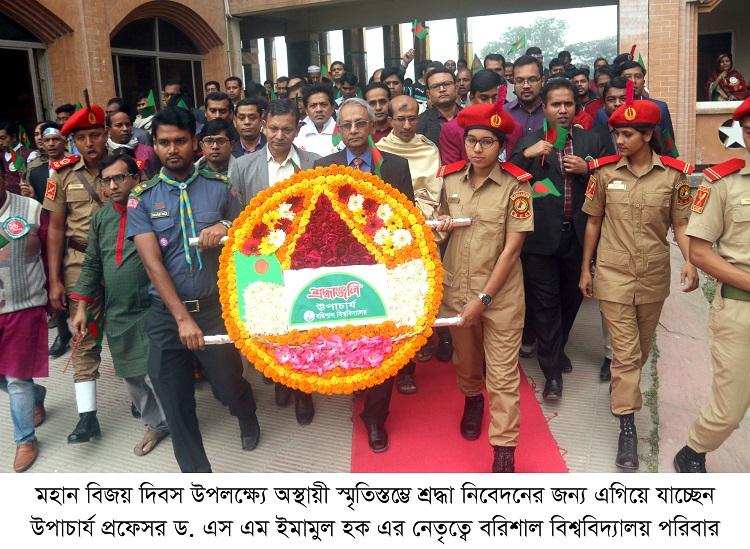 শ্রদ্ধাঞ্জলী
উপাচার্য
বরিশাল বিশ্ববিদ্যালয়
মহান বিজয় দিবস উপলক্ষ্যে অস্থায়ী স্মৃতিস্তম্ভে শ্রদ্ধা নিবেদনের জন্য এগিয়ে যাচ্ছেন
উপাচার্য প্রফেসর ড. এস এম ইমামুল হক এর নেতৃত্বে বরিশাল বিশ্ববিদ্যালয় পরিবার